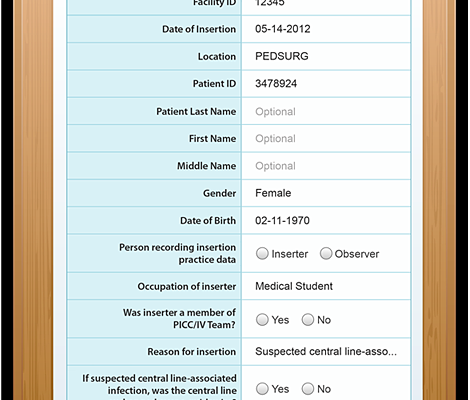 Facility ID 12345
Date of Insertion 05-14-2012
Location PEDSURG
Patient ID 3478924
Patient Last Name Optional
First Name Optional
Middle Name Optional
Gender Female
Date of Birth 02-11-1970
Person recording insertion
practice data Inserter Observer
Occupation of inserter Medical Student
Was inserter a member of
PICC/IV Team? Yes No
Reason for insertion Suspected central line-asso...
If suspected central line-associated
infection, was the central line Yes No